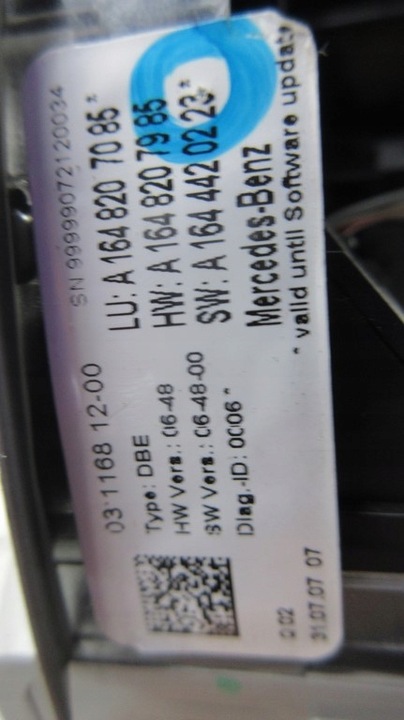 SN 99999072120034
LU: A 164 820 70 85 *
HW: A 164 820 79 85
SW: A 164 442 02 23 *
Mercedes-Benz
* valid until Software update
03 1168 12-00
Type: DBE
HW Vers.: 06-48
SW Vers.: 06-48-00
Diag.-ID: 0006 *
Q 02
31.07.07 07